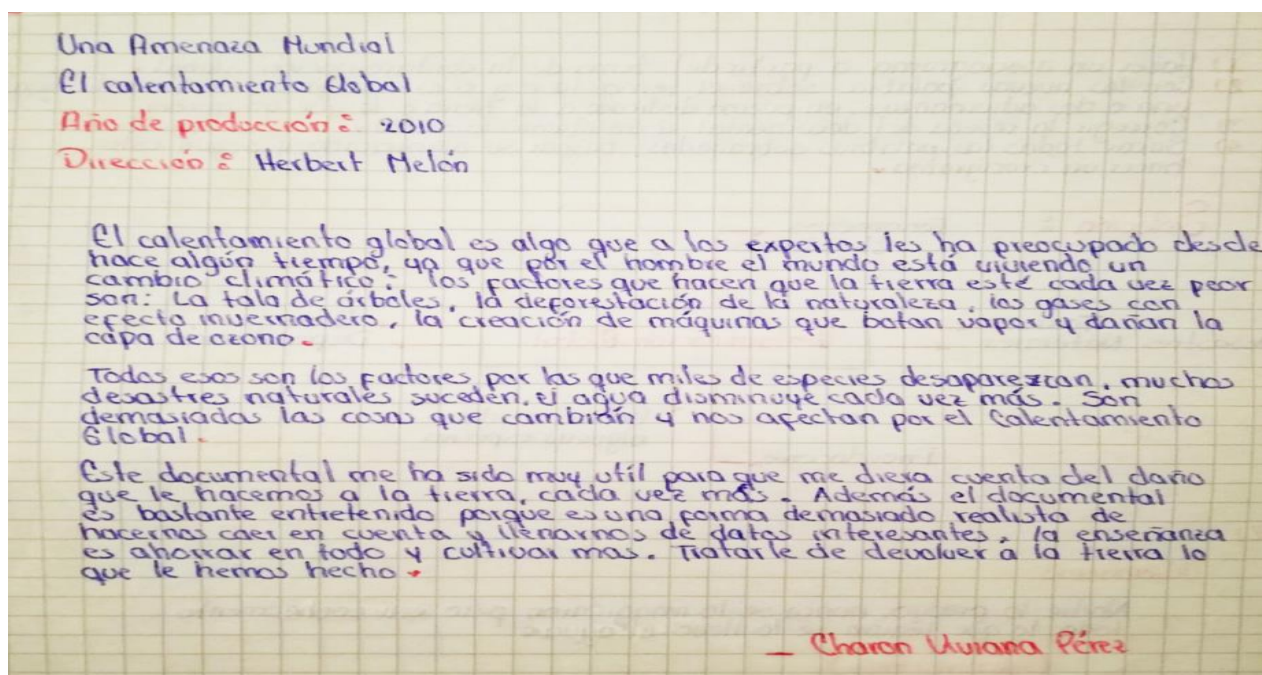 Una Amenaza Mundial
El calentamiento Global
Año de producción: 2010
Dirección: Herbert Melón
El calentamiento global es algo que a los expertos les ha preocupado desde
hace algún tiempo, ya que por el hombre el mundo está viviendo un
cambio climático: los factores que hacen que la tierra esté cada vez peor
son: La tala de árboles, la deforestación de la naturaleza, los gases con
efecto invernadero, la creación de máquinas que botan vapor y dañan la
capa de ozono.
Todos esos son los factores por los que miles de especies desaparezcan, muchos
desastres naturales suceden, el agua disminuye cada vez más. Son
demasiadas las cosas que cambian y nos afectan por el Calentamiento
Global.
Este documental me ha sido muy util para que me diera cuenta del daño
que le hacemos a la tierra, cada vez más. Además el documental
es bastante entretenido porque es una forma demasiado realista de
hacernos caer en cuenta y llenarnos de datos interesantes, la enseñanza
es ahorrar en todo y cultivar mas. Tratarle de devolver a la tierra lo
que le hemos hecho.
_ Charon Viviana Pérez